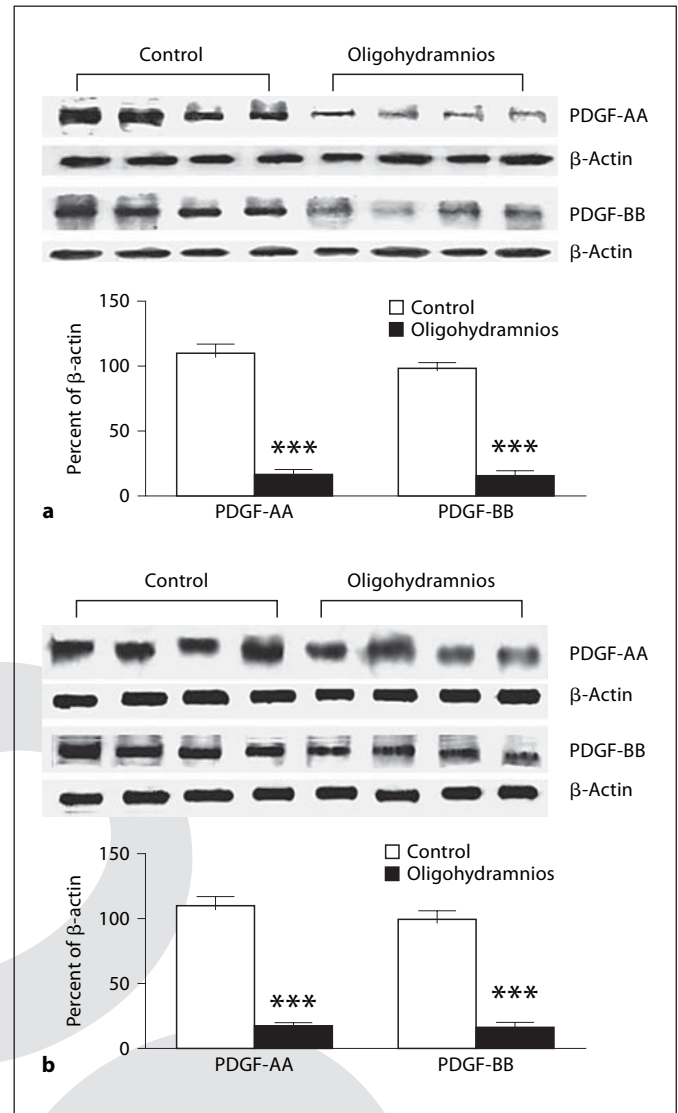 Control Oligohydramnios
PDGF-AA
β-Actin
PDGF-BB
β-Actin
150
100
50
0
Percent of β-actin
Control
Oligohydramnios
*** ***
PDGF-AA PDGF-BB
a
Control Oligohydramnios
PDGF-AA
β-Actin
PDGF-BB
β-Actin
150
100
50
0
Percent of β-actin
Control
Oligohydramnios
*** ***
PDGF-AA PDGF-BB
b